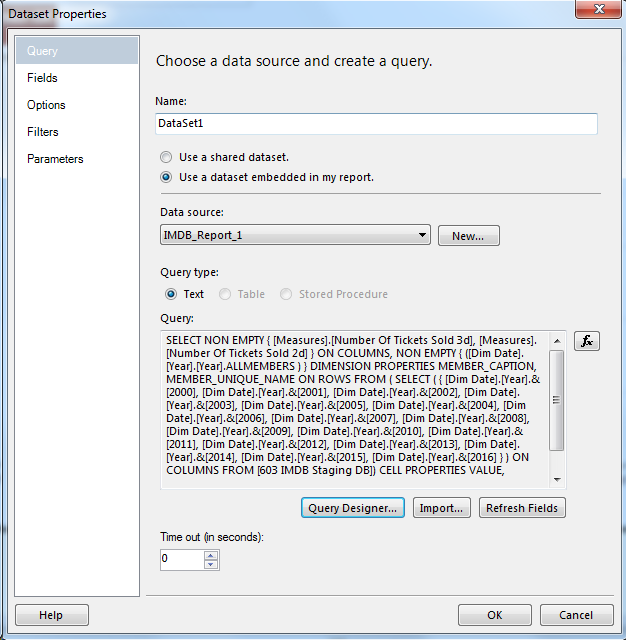 Dataset Properties
Query
Fields
Options
Filters
Parameters
Choose a data source and create a query.
Name:
DataSet1
Use a shared dataset.
Use a dataset embedded in my report.
Data source:
IMDB_Report_1
New...
Query type:
Text
Table
Stored Procedure
Query:
SELECT NON EMPTY { [Measures].[Number Of Tickets Sold 3d], [Measures].
[Number Of Tickets Sold 2d] } ON COLUMNS, NON EMPTY { ([Dim Date].
[Year].[Year].ALLMEMBERS ) } DIMENSION PROPERTIES MEMBER_CAPTION,
MEMBER_UNIQUE_NAME ON ROWS FROM ( SELECT ( { [Dim Date].[Year].&
[2000], [Dim Date].[Year].&[2001], [Dim Date].[Year].&[2002], [Dim Date].
[Year].&[2003], [Dim Date].[Year].&[2005], [Dim Date].[Year].&[2004], [Dim
Date].[Year].&[2006], [Dim Date].[Year].&[2007], [Dim Date].[Year].&[2008],
[Dim Date].[Year].&[2009], [Dim Date].[Year].&[2010], [Dim Date].[Year].&
[2011], [Dim Date].[Year].&[2012], [Dim Date].[Year].&[2013], [Dim Date].
[Year].&[2014], [Dim Date].[Year].&[2015], [Dim Date].[Year].&[2016] } ) ON
COLUMNS FROM [603 IMDB Staging DB]) CELL PROPERTIES VALUE,
fx
Query Designer...
Import...
Refresh Fields
Time out (in seconds):
0
Help
OK
Cancel